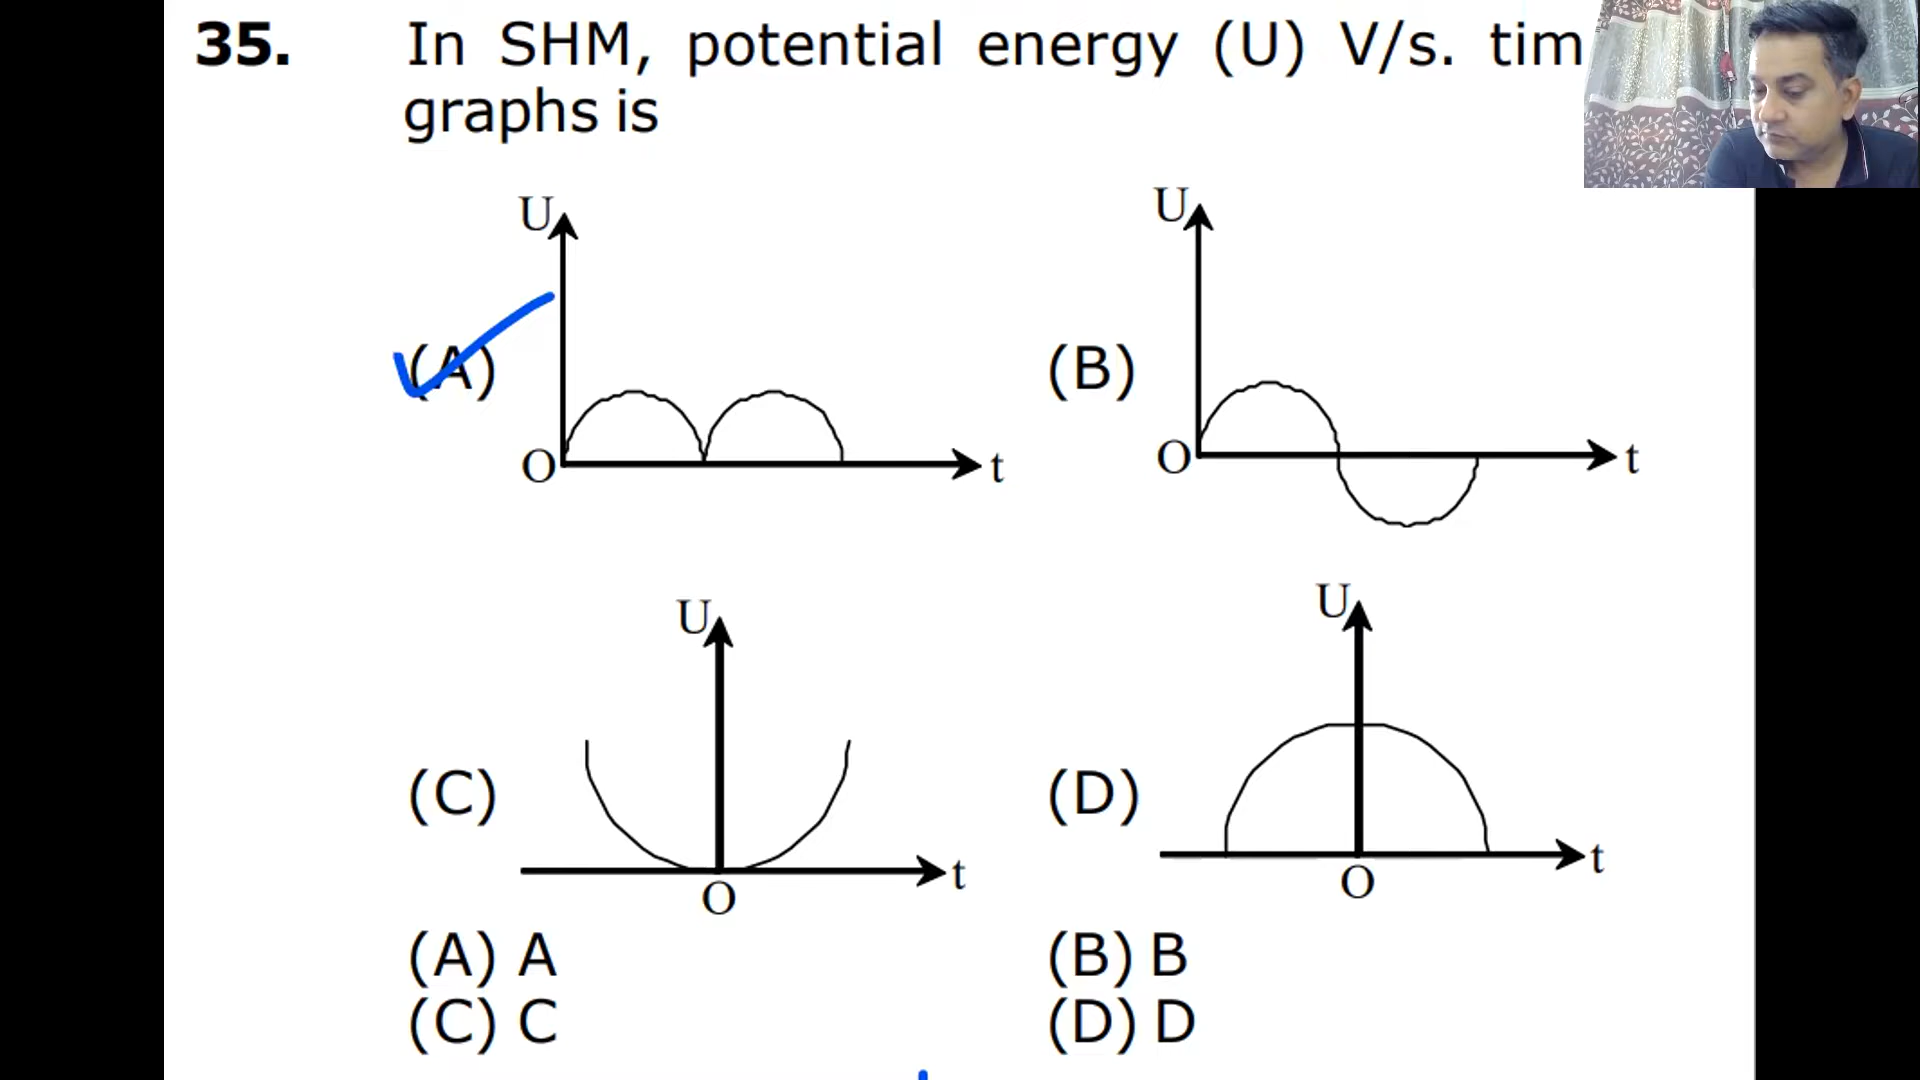 35. In SHM, potential energy (U) V/s. tim
graphs is
U
U
(A)
(B)
O
t
O
t
U
U
(C)
(D)
t
t
O
O
(A) A
(B) B
(C) C
(D) D